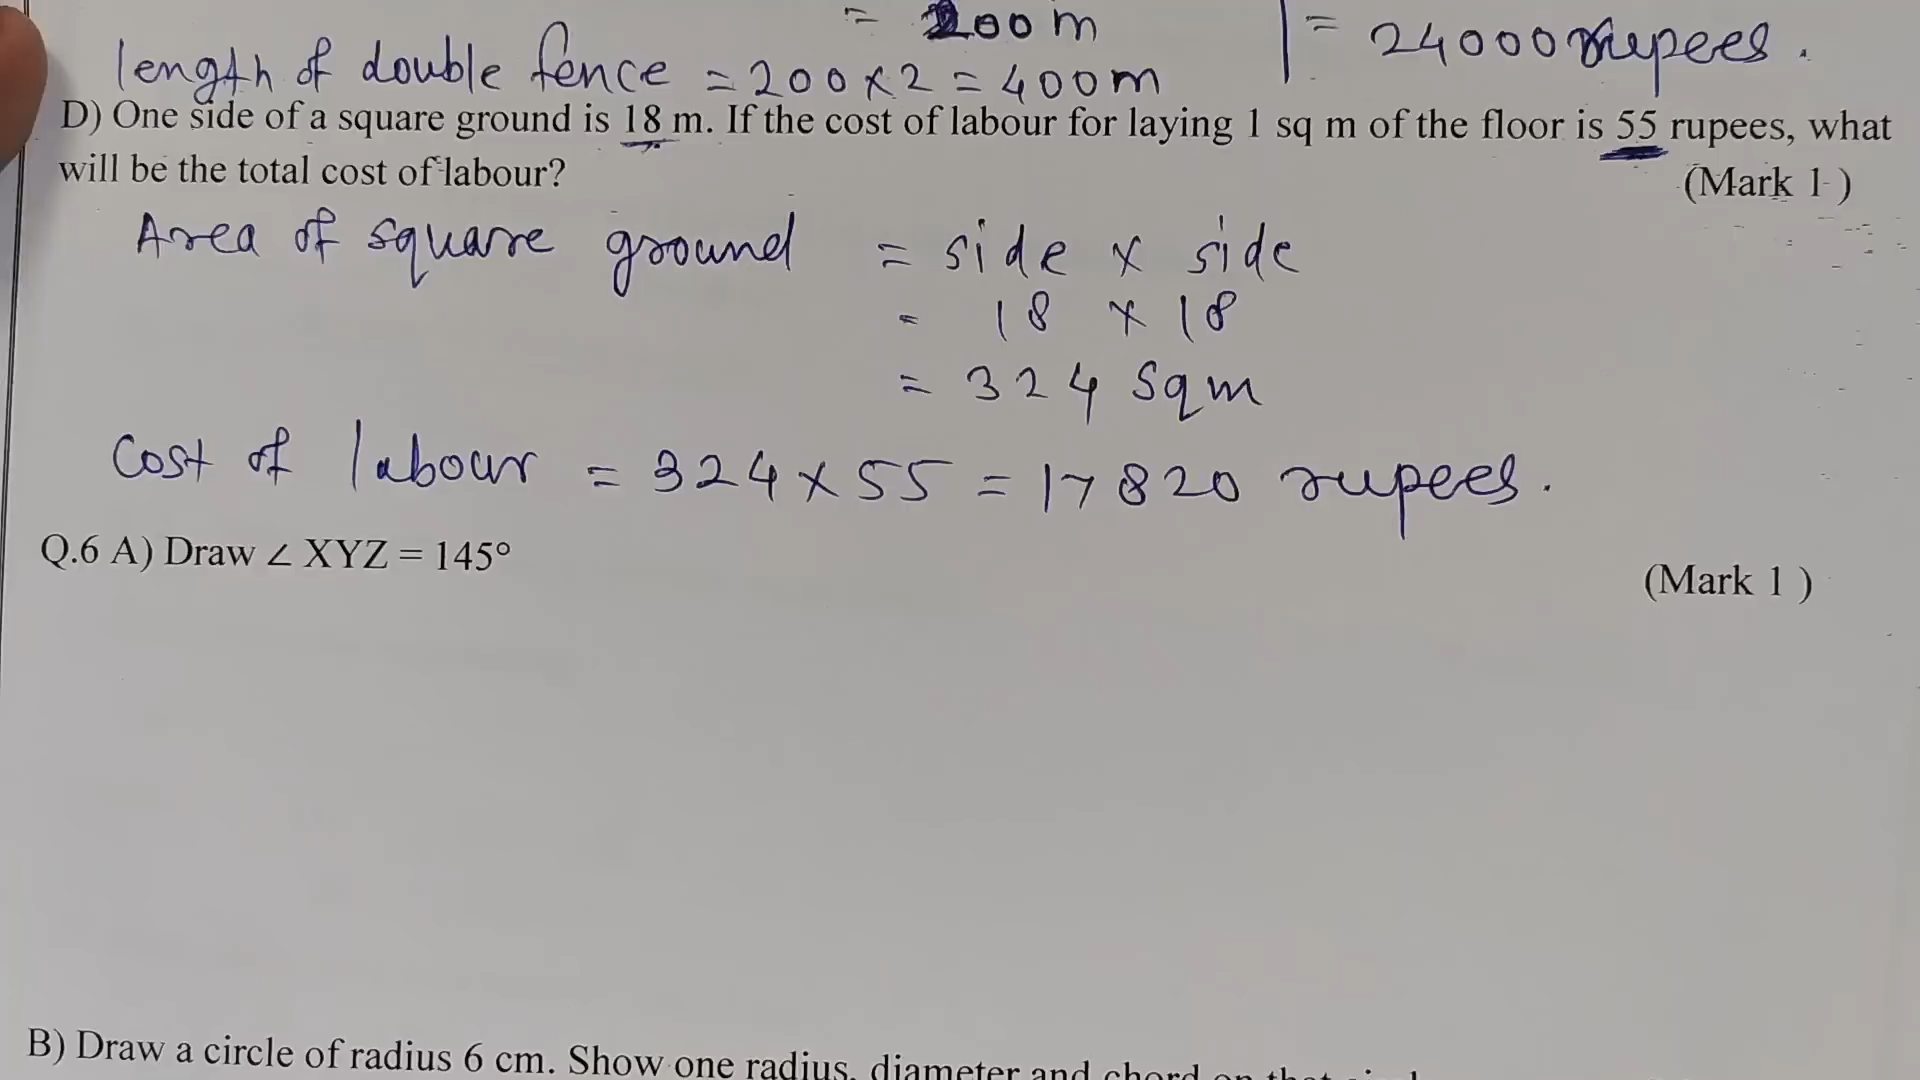 = 200 m
= 24000 rupees.
length of double fence = 200 x 2 = 400 m
D) One side of a square ground is 18 m. If the cost of labour for laying 1 sq m of the floor is 55 rupees, what
will be the total cost of labour?
(Mark 1 )
Area of square ground = side x side
= 18 x 18
= 324 sqm
Cost of labour = 324 x 55 = 17820 rupees.
Q.6 A) Draw ∠ XYZ = 145°
(Mark 1 )
B) Draw a circle of radius 6 cm. Show one radius, diameter and chord on that